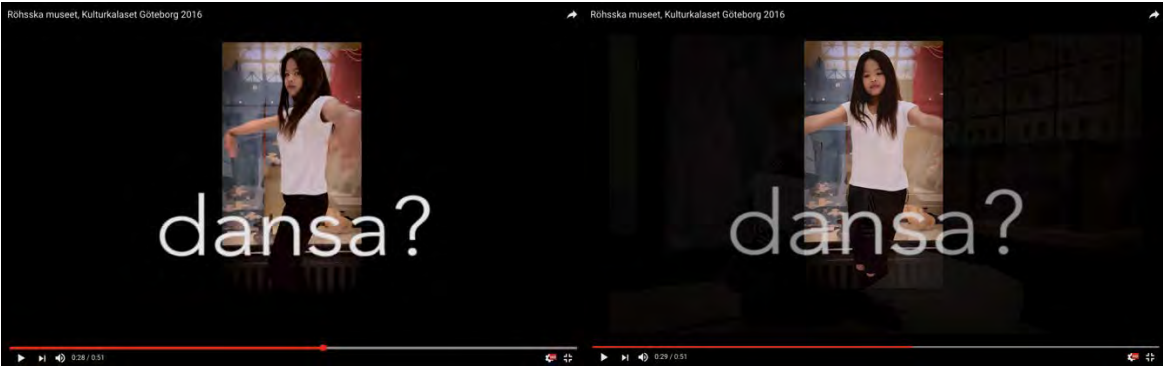 Röhsska museet, Kulturkalaset Göteborg 2016
dansa?
0:28 / 0:51
Röhsska museet, Kulturkalaset Göteborg 2016
dansa?
0:29 / 0:51